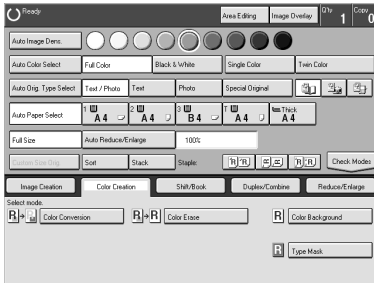 Ready Area Editing Image Overlay Q'ty 1 Copy 0
Auto Image Dens.
Auto Color Select Full Color Black & White Single Color Twin Color
Auto Orig. Type Select Text / Photo Text Photo Special Original
Auto Paper Select 1 A4 2 A4 3 B4 T A4 Thick A4
Full Size Auto Reduce/Enlarge 100%
Custom Size Orig. Sort Stack Staple: Check Modes
Image Creation Color Creation Shift/Book Duplex/Combine Reduce/Enlarge
Select mode.
R R Color Conversion R R Color Erase R Color Background
R Type Mask